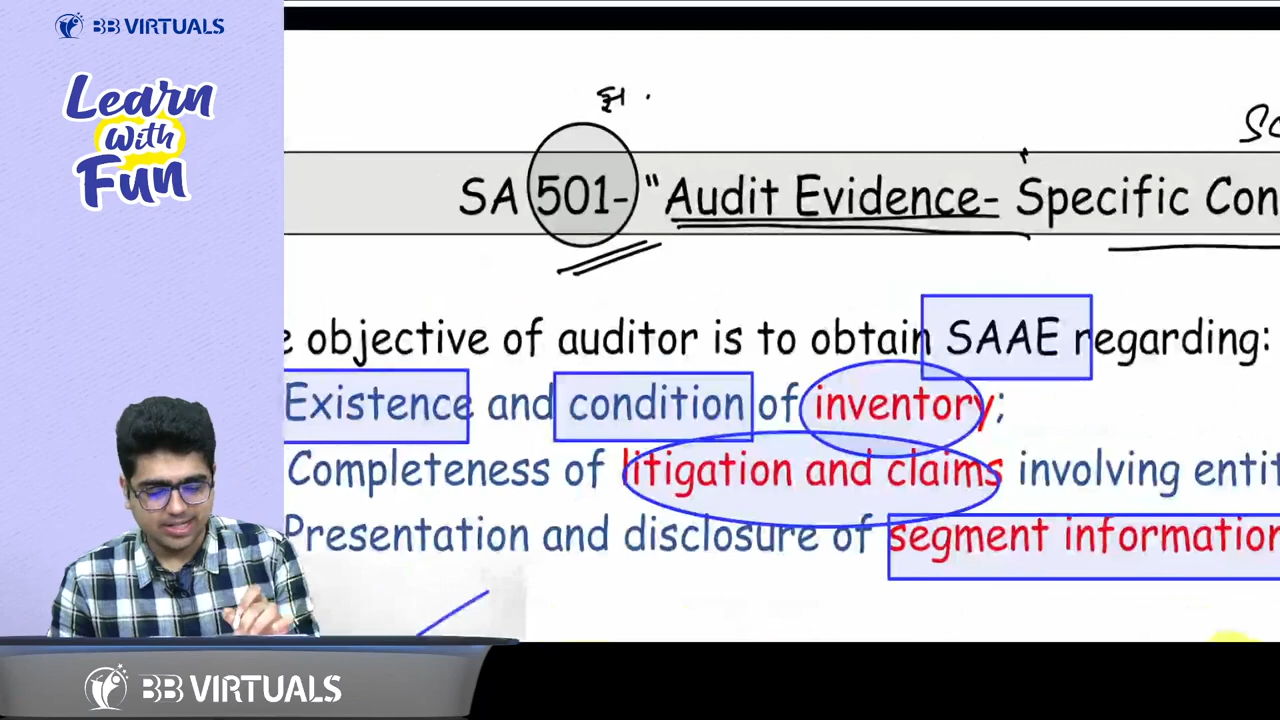 BB VIRTUALS
Learn
With
Fun
SA 501- "Audit Evidence- Specific Con
objective of auditor is to obtain SAAE regarding:
Existence and condition of inventory;
Completeness of litigation and claims involving entit
Presentation and disclosure of segment information
BB VIRTUALS